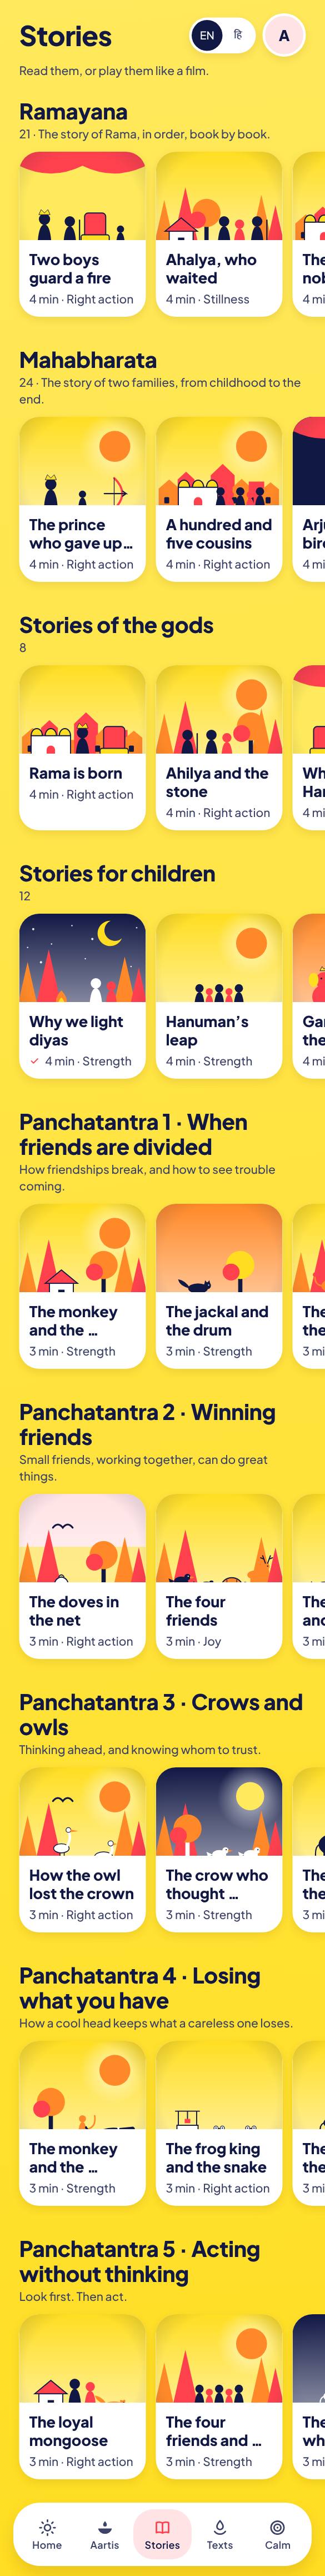 Stories
EN
हिं
A
Read them, or play them like a film.
Ramayana
21 · The story of Rama, in order, book by book.
Two boys
guard a fire
4 min · Right action
Ahalya, who
waited
4 min · Stillness
Mahabharata
24 · The story of two families, from childhood to the
end.
The prince
who gave up…
4 min · Right action
A hundred and
five cousins
4 min · Right action
Stories of the gods
8
Rama is born
4 min · Right action
Ahilya and the
stone
4 min · Right action
Stories for children
12
Why we light
diyas
4 min · Strength
Hanuman’s
leap
4 min · Strength
Panchatantra 1 · When
friends are divided
How friendships break, and how to see trouble
coming.
The monkey
and the …
3 min · Strength
The jackal and
the drum
3 min · Strength
Panchatantra 2 · Winning
friends
Small friends, working together, can do great
things.
The doves in
the net
3 min · Right action
The four
friends
3 min · Joy
Panchatantra 3 · Crows and
owls
Thinking ahead, and knowing whom to trust.
How the owl
lost the crown
3 min · Right action
The crow who
thought …
3 min · Strength
Panchatantra 4 · Losing
what you have
How a cool head keeps what a careless one loses.
The monkey
and the …
3 min · Strength
The frog king
and the snake
3 min · Right action
Panchatantra 5 · Acting
without thinking
Look first. Then act.
The loyal
mongoose
3 min · Right action
The four
friends and …
3 min · Strength
Home
Aartis
Stories
Texts
Calm